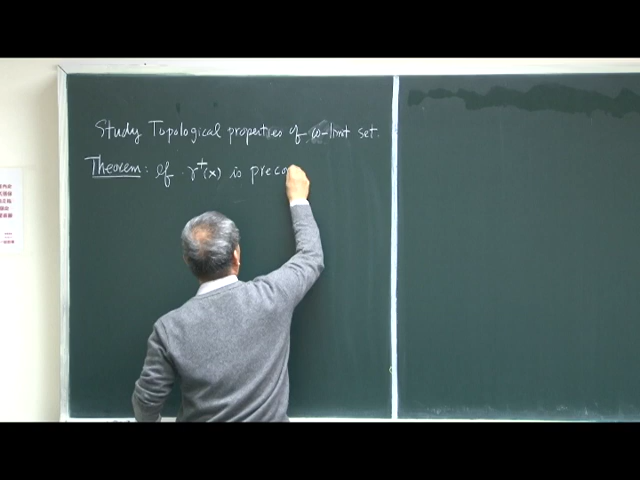 Study Topological properties of ω-limit set.
Theorem: If γ⁺(x) is preco